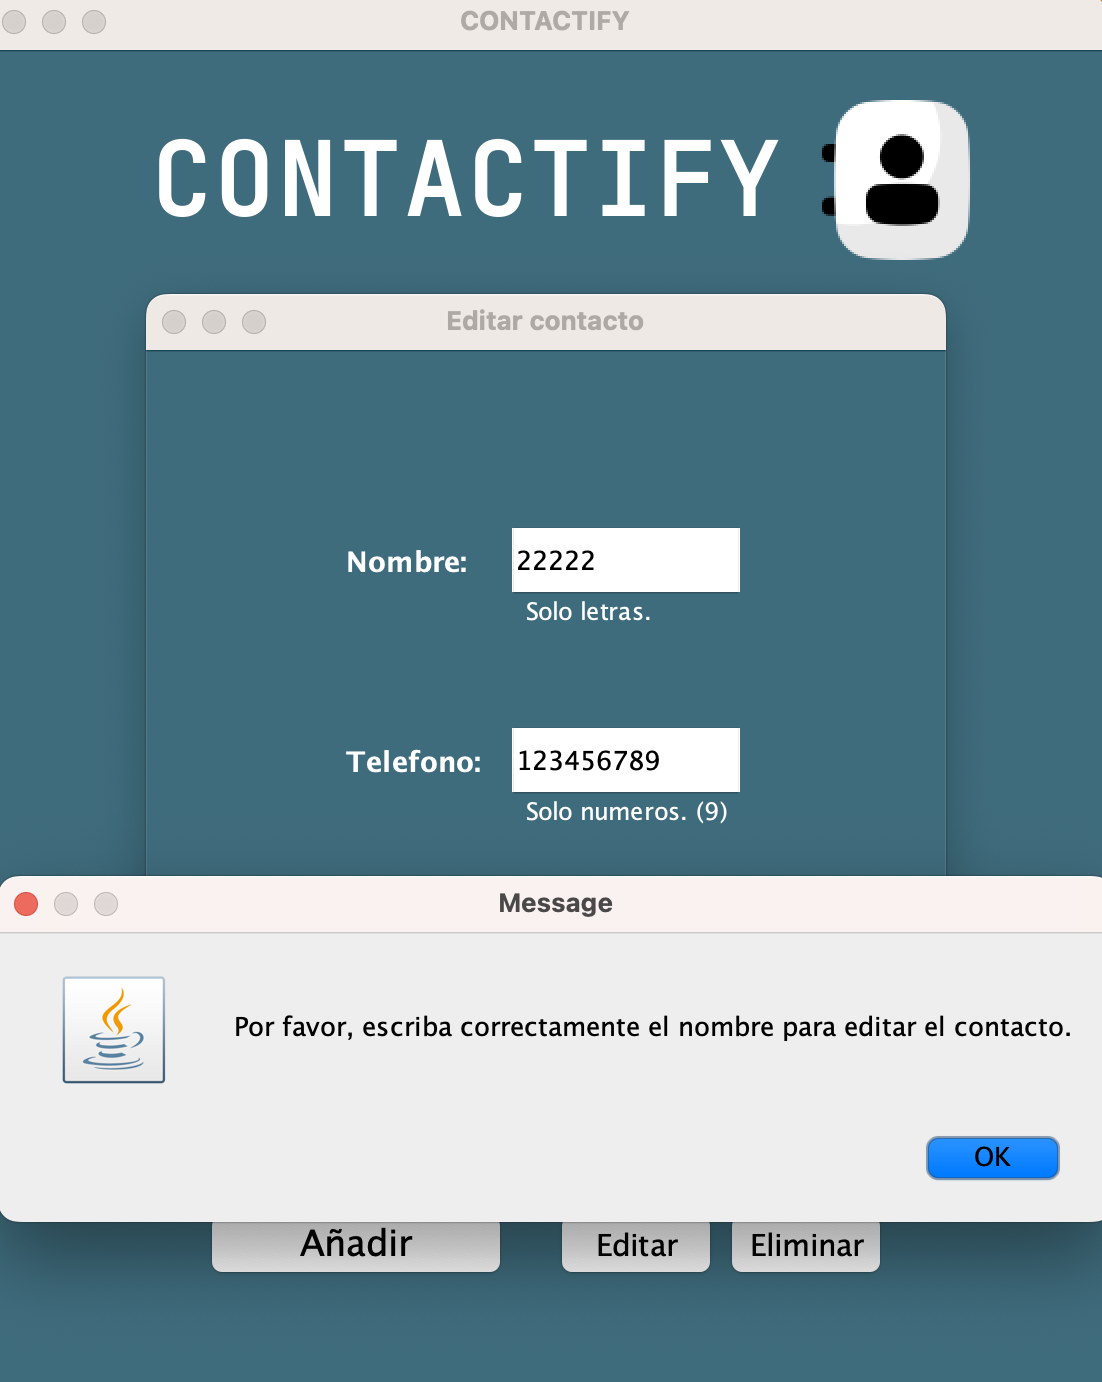 CONTACTIFY
CONTACTIFY
Editar contacto
Nombre:
22222
Solo letras.
Telefono:
123456789
Solo numeros. (9)
Message
Por favor, escriba correctamente el nombre para editar el contacto.
OK
Añadir
Editar
Eliminar